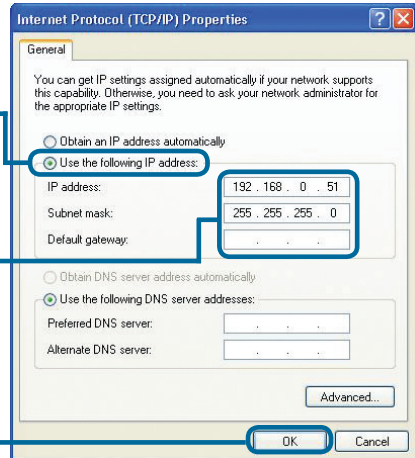 Internet Protocol (TCP/IP) Properties
General
You can get IP settings assigned automatically if your network supports
this capability. Otherwise, you need to ask your network administrator for
the appropriate IP settings.
Obtain an IP address automatically
Use the following IP address:
IP address: 192 . 168 . 0 . 51
Subnet mask: 255 . 255 . 255 . 0
Default gateway: . . .
Obtain DNS server address automatically
Use the following DNS server addresses:
Preferred DNS server: . . .
Alternate DNS server: . . .
Advanced...
OK Cancel